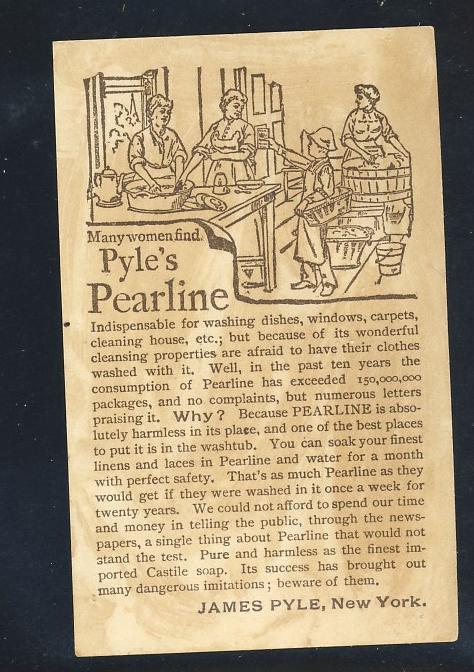 Many women find
Pyle's
Pearline
Indispensable for washing dishes, windows, carpets,
cleaning house, etc.; but because of its wonderful
cleansing properties are afraid to have their clothes
washed with it. Well, in the past ten years the
consumption of Pearline has exceeded 150,000,000
packages, and no complaints, but numerous letters
praising it. Why? Because PEARLINE is abso-
lutely harmless in its place, and one of the best places
to put it is in the washtub. You can soak your finest
linens and laces in Pearline and water for a month
with perfect safety. That's as much Pearline as they
would get if they were washed in it once a week for
twenty years. We could not afford to spend our time
and money in telling the public, through the news-
papers, a single thing about Pearline that would not
stand the test. Pure and harmless as the finest im-
ported Castile soap. Its success has brought out
many dangerous imitations; beware of them.
JAMES PYLE, New York.